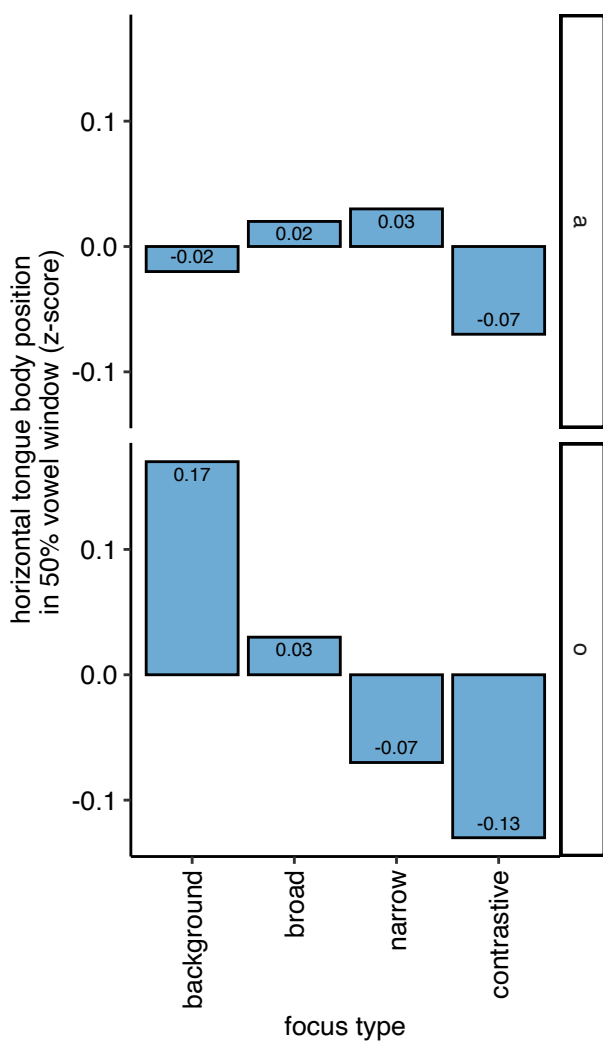 horizontal tongue body position
in 50% vowel window (z-score)
0.1
0.0
-0.1
-0.02
0.02
0.03
-0.07
a
0.1
0.0
-0.1
0.17
0.03
-0.07
-0.13
o
background
broad
narrow
contrastive
focus type